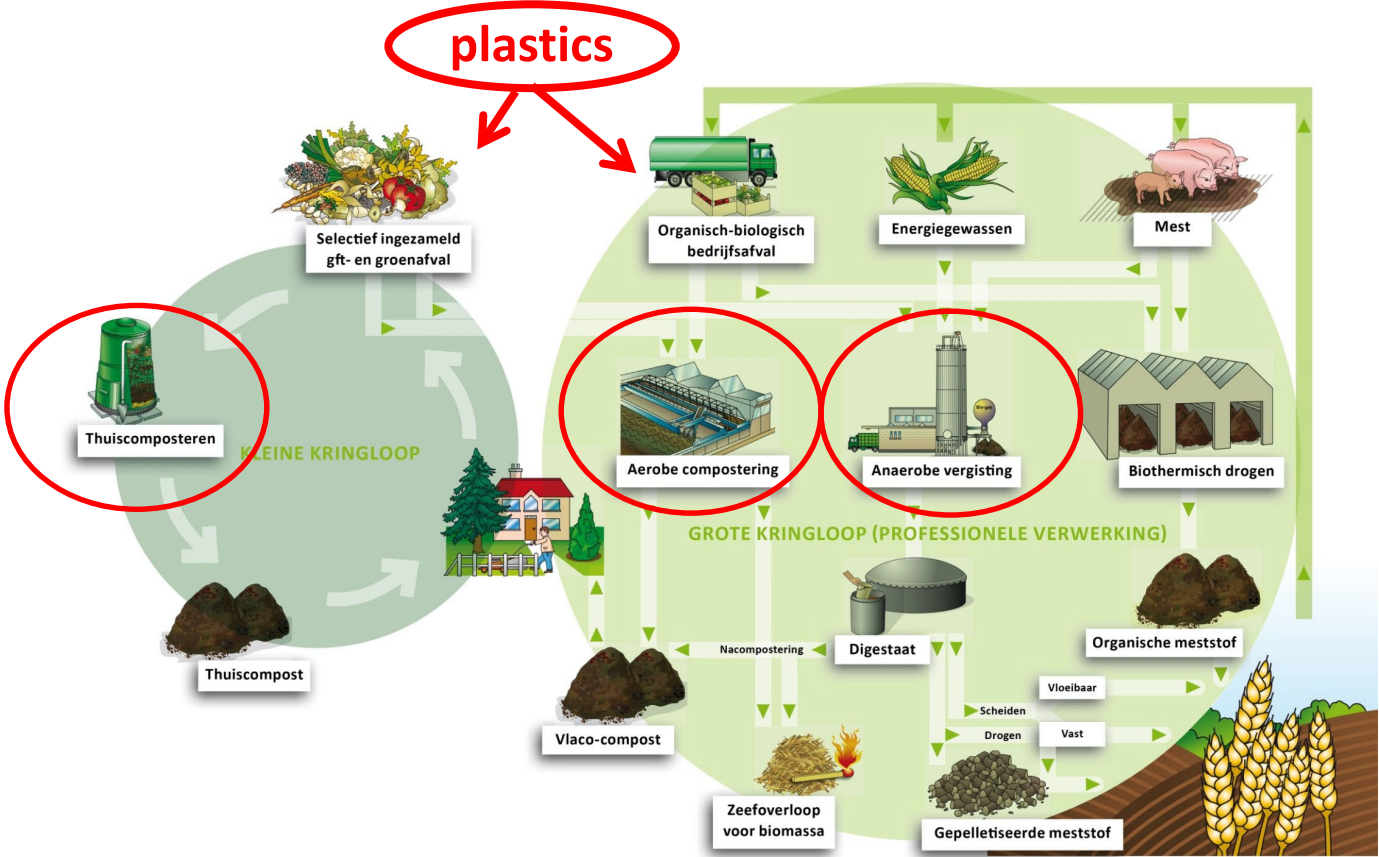 plastics
Selectief ingezameld
gft- en groenafval
Organisch-biologisch
bedrijfsafval
Energiegewassen
Mest
Thuiscomposteren
KLEINE KRINGLOOP
Aerobe compostering
Bio-gas
Anaerobe vergisting
Biothermisch drogen
GROTE KRINGLOOP (PROFESSIONELE VERWERKING)
Thuiscompost
Nacompostering
Digestaat
Organische meststof
Vloeibaar
Scheiden
Drogen
Vast
Vlaco-compost
Zeefoverloop
voor biomassa
Gepelletiseerde meststof